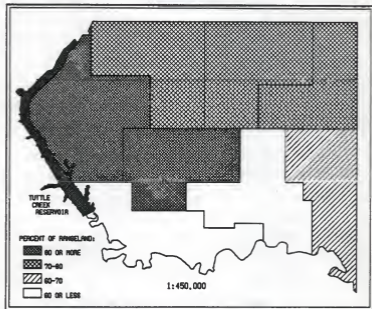 TUTTLE
CREEK
RESERVOIR
PERCENT OF RANGELAND:
80 OR MORE
70-80
60-70
60 OR LESS
1:450,000